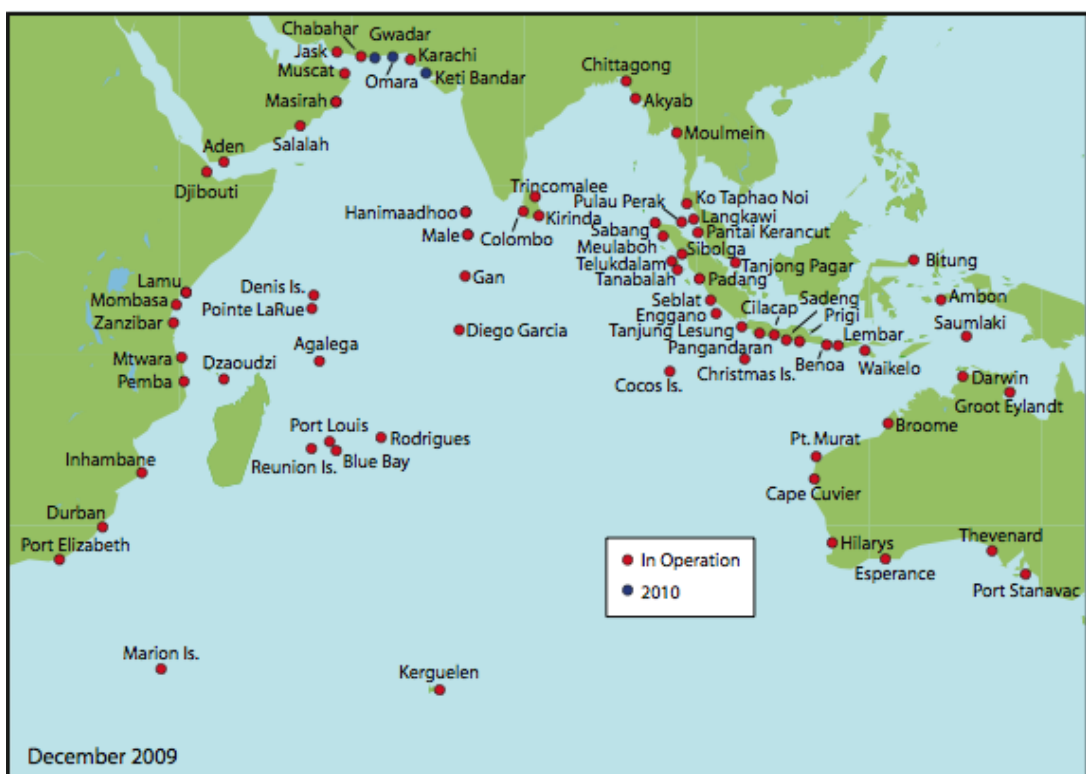 Chabahar
Gwadar
Jask
Karachi
Muscat
Omara
Keti Bandar
Chittagong
Masirah
Akyab
Salalah
Moulmein
Aden
Djibouti
Trincomalee
Ko Taphao Noi
Pulau Perak
Hanimaadhoo
Kirinda
Langkawi
Colombo
Sabang
Pantai Kerancut
Male
Meulaboh
Sibolga
Bitung
Telukdalam
Tanjong Pagar
Gan
Tanabalah
Padang
Lamu
Denis Is.
Seblat
Sadeng
Ambon
Mombasa
Pointe LaRue
Cilacap
Enggano
Prigi
Zanzibar
Diego Garcia
Tanjung Lesung
Lembar
Saumlaki
Agalega
Pangandaran
Mtwara
Dzaoudzi
Benoa
Waikelo
Christmas Is.
Pemba
Cocos Is.
Darwin
Groot Eylandt
Port Louis
Rodrigues
Broome
Pt. Murat
Inhambane
Reunion Is.
Blue Bay
Cape Cuvier
Durban
Port Elizabeth
Hilarys
Thevenard
Esperance
Port Stanavac
In Operation
2010
Marion Is.
Kerguelen
December 2009